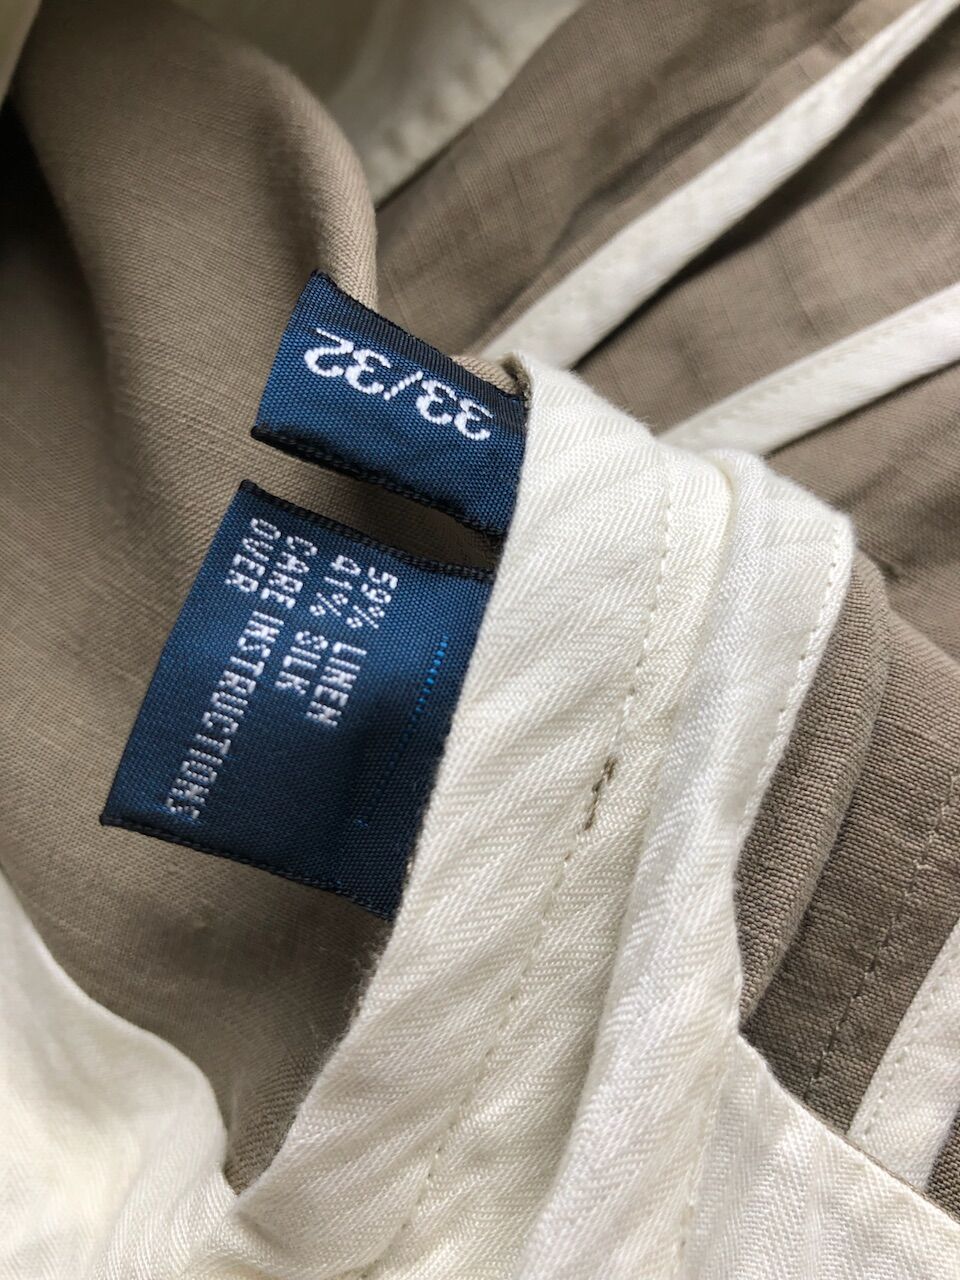 33/32
59% LINEN
41% SILK
CARE INSTRUCTIONS
OVER